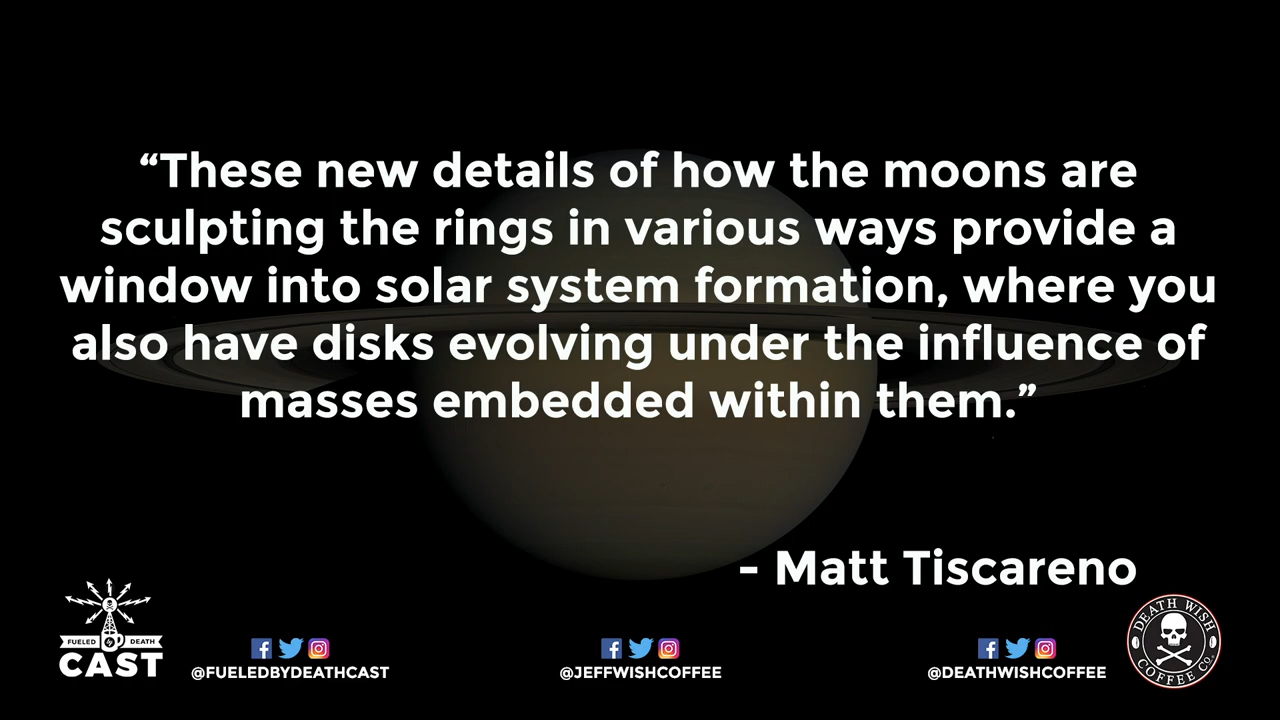 “These new details of how the moons are
sculpting the rings in various ways provide a
window into solar system formation, where you
also have disks evolving under the influence of
masses embedded within them.”
- Matt Tiscareno
FUELED DEATH
CAST
@FUELEDBYDEATHCAST
@JEFFWISHCOFFEE
@DEATHWISHCOFFEE
DEATH WISH
COFFEE CO.